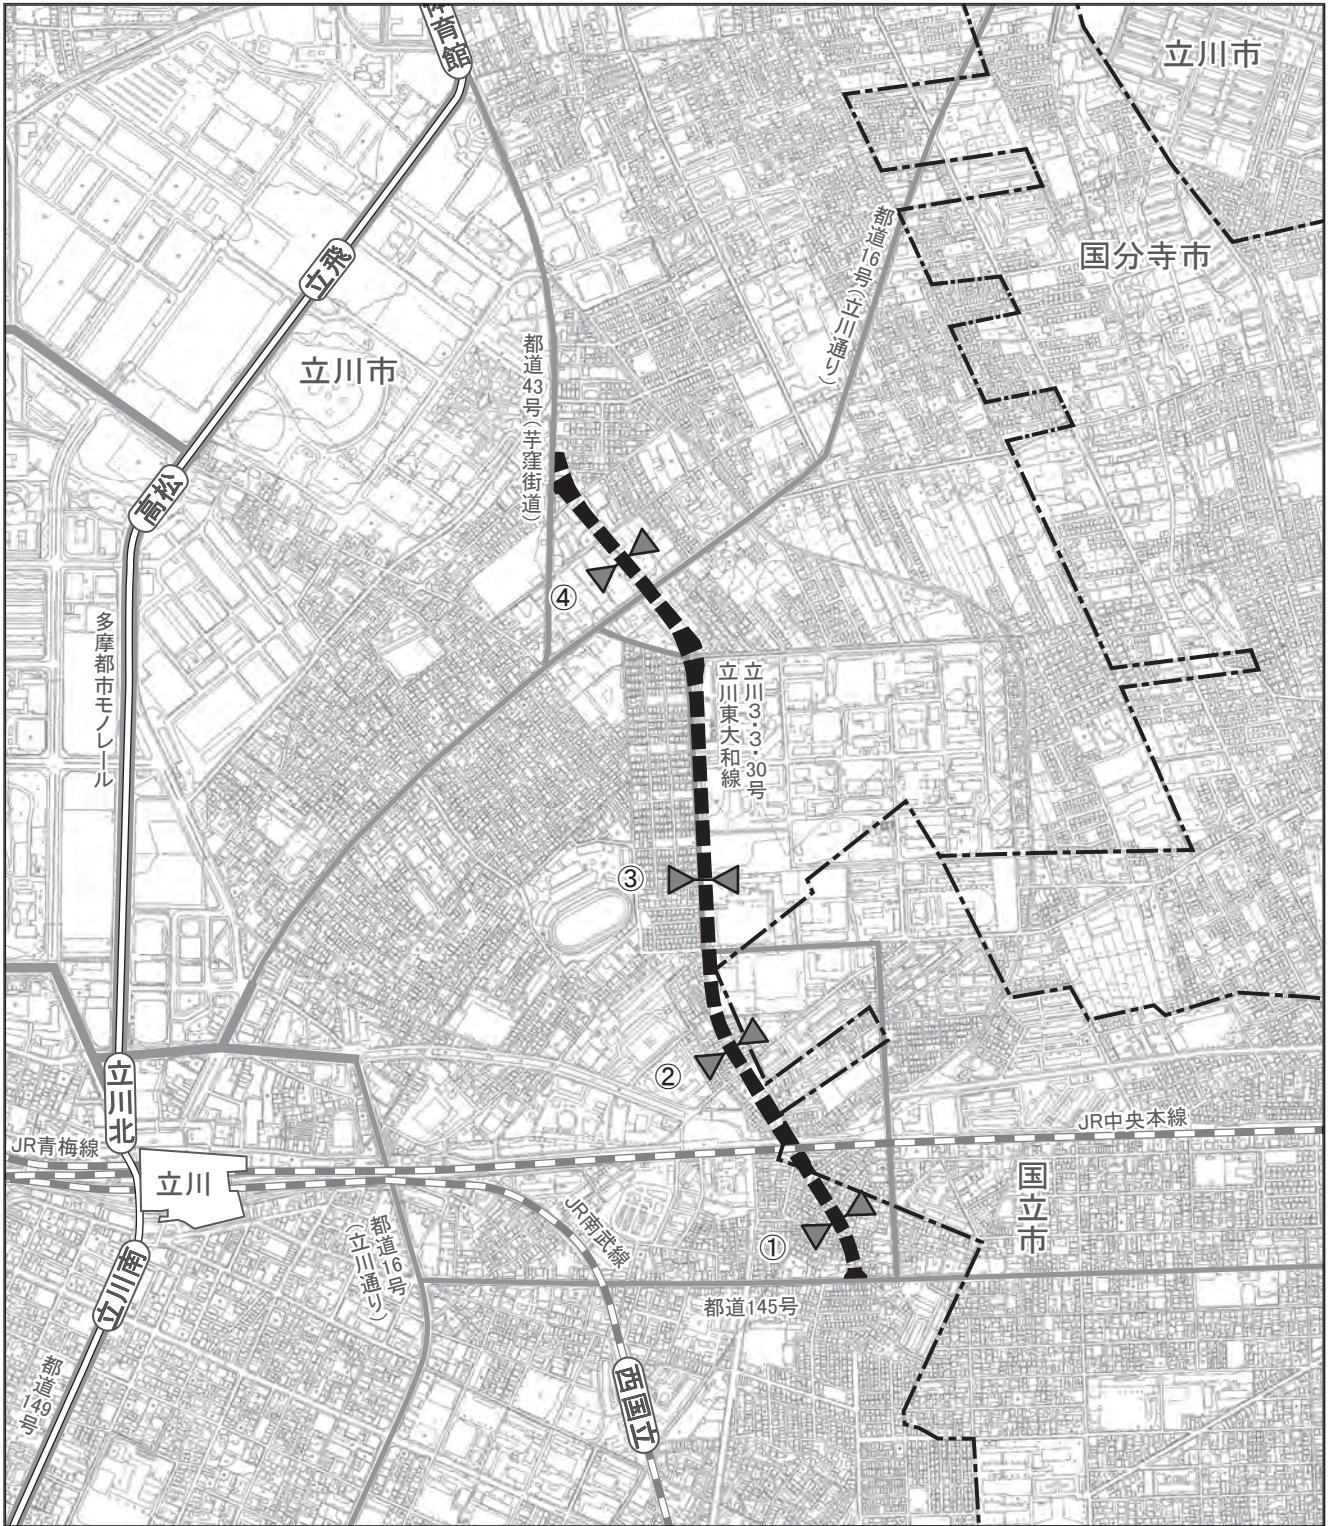 体育館
立川市
都道16号(立川通り)
国分寺市
立飛
立川市
都道43号(芋窪街道)
高松
④
多摩都市モノレール
立川3・3・30号
立川東大和線
③
②
立川北
JR青梅線
JR中央本線
立川
国立市
JR南武線
都道16号
(立川通り)
①
立川南
都道145号
都道149号
西国立